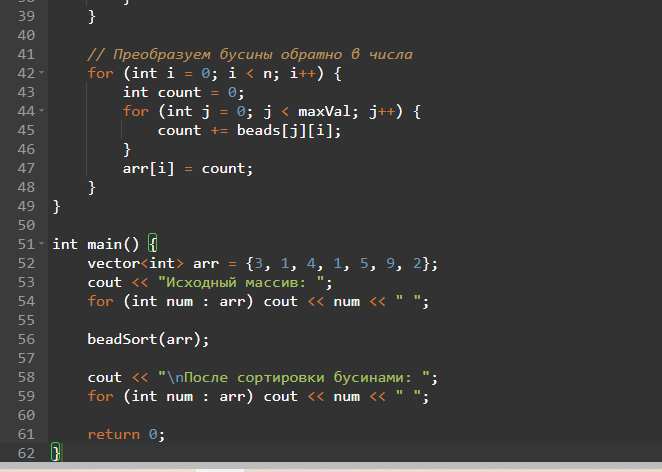 39 }
40
41 // Преобразуем бусины обратно в числа
42 for (int i = 0; i < n; i++) {
43 int count = 0;
44 for (int j = 0; j < maxVal; j++) {
45 count += beads[j][i];
46 }
47 arr[i] = count;
48 }
49 }
50
51 int main() {
52 vector<int> arr = {3, 1, 4, 1, 5, 9, 2};
53 cout << "Исходный массив: ";
54 for (int num : arr) cout << num << " ";
55
56 beadSort(arr);
57
58 cout << "\nПосле сортировки бусинами: ";
59 for (int num : arr) cout << num << " ";
60
61 return 0;
62 }